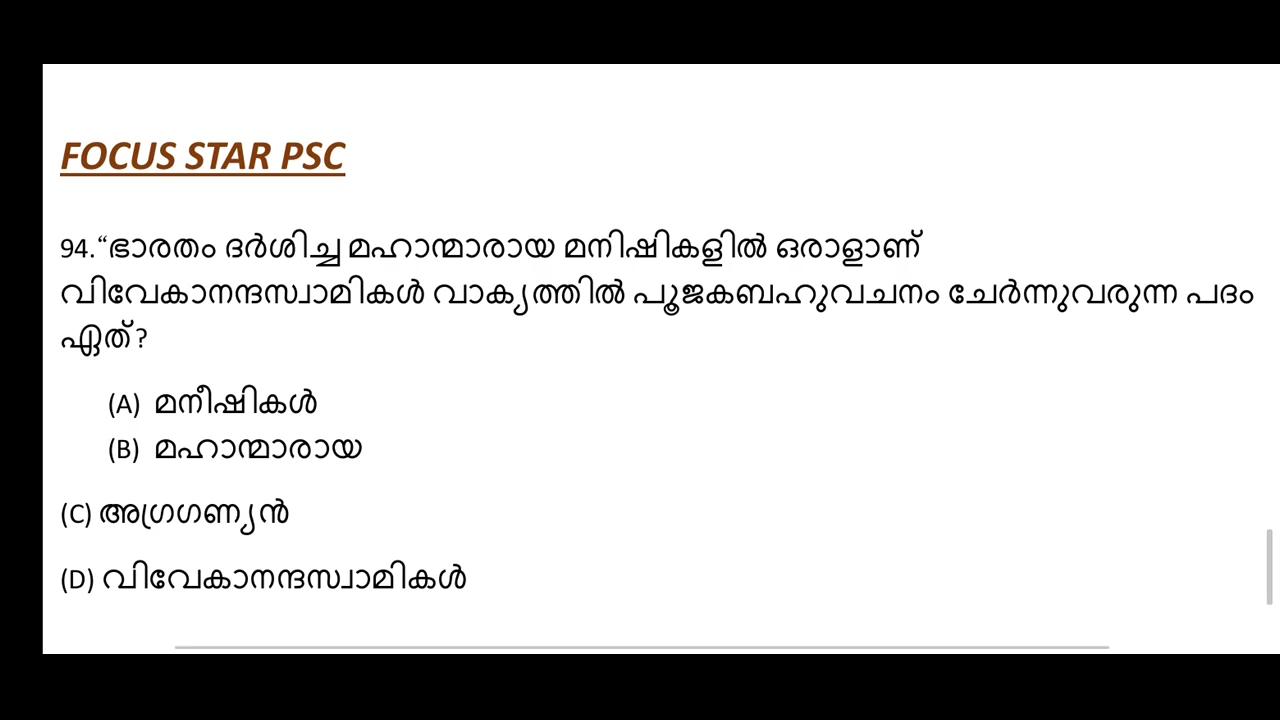 FOCUS STAR PSC
94.“ഭാരതം ദർശിച്ച മഹാന്മാരായ മനിഷികളിൽ ഒരാളാണ്
വിവേകാനന്ദസ്വാമികൾ വാക്യത്തിൽ പൂജകബഹുവചനം ചേർന്നുവരുന്ന പദം
ഏത്?
(A) മനീഷികൾ
(B) മഹാന്മാരായ
(C) അഗ്രഗണ്യൻ
(D) വിവേകാനന്ദസ്വാമികൾ